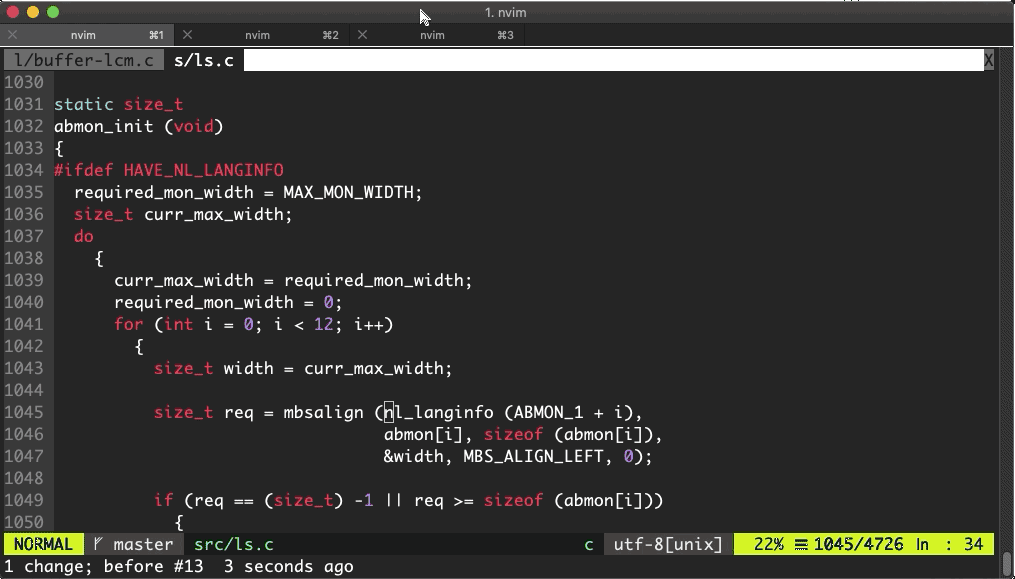 1. nvim
nvim ⌘1 nvim ⌘2 nvim ⌘3
l/buffer-lcm.c s/ls.c X
1030
1031 static size_t
1032 abmon_init (void)
1033 {
1034 #ifdef HAVE_NL_LANGINFO
1035   required_mon_width = MAX_MON_WIDTH;
1036   size_t curr_max_width;
1037   do
1038     {
1039       curr_max_width = required_mon_width;
1040       required_mon_width = 0;
1041       for (int i = 0; i < 12; i++)
1042         {
1043           size_t width = curr_max_width;
1044
1045           size_t req = mbsalign (nl_langinfo (ABMON_1 + i),
1046                                  abmon[i], sizeof (abmon[i]),
1047                                  &width, MBS_ALIGN_LEFT, 0);
1048
1049           if (req == (size_t) -1 || req >= sizeof (abmon[i]))
1050             {
NORMAL master src/ls.c c utf-8[unix] 22% ☰ 1045/4726 ln : 34
1 change; before #13  3 seconds ago